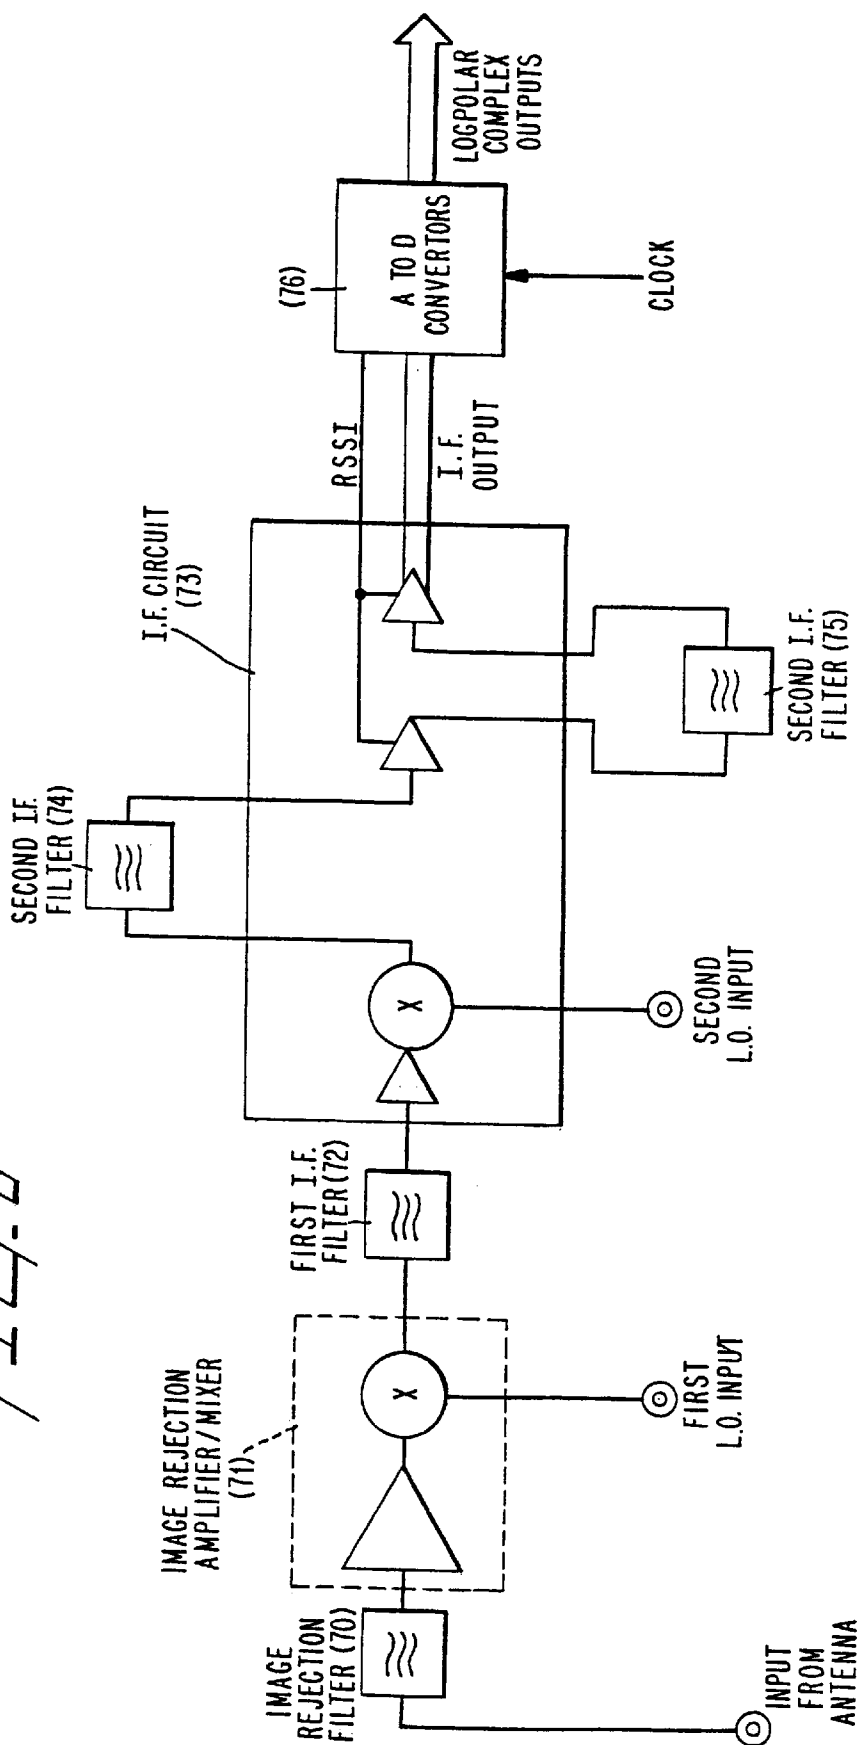 INPUT
FROM
ANTENNA
IMAGE
REJECTION
FILTER (70)
IMAGE REJECTION
AMPLIFIER/MIXER
(71)
X
FIRST
L.O. INPUT
FIRST I.F.
FILTER (72)
I.F. CIRCUIT
(73)
X
SECOND
L.O. INPUT
SECOND I.F.
FILTER (74)
SECOND I.F.
FILTER (75)
RSSI
I.F.
OUTPUT
(76)
A TO D
CONVERTORS
CLOCK
LOGPOLAR
COMPLEX
OUTPUTS